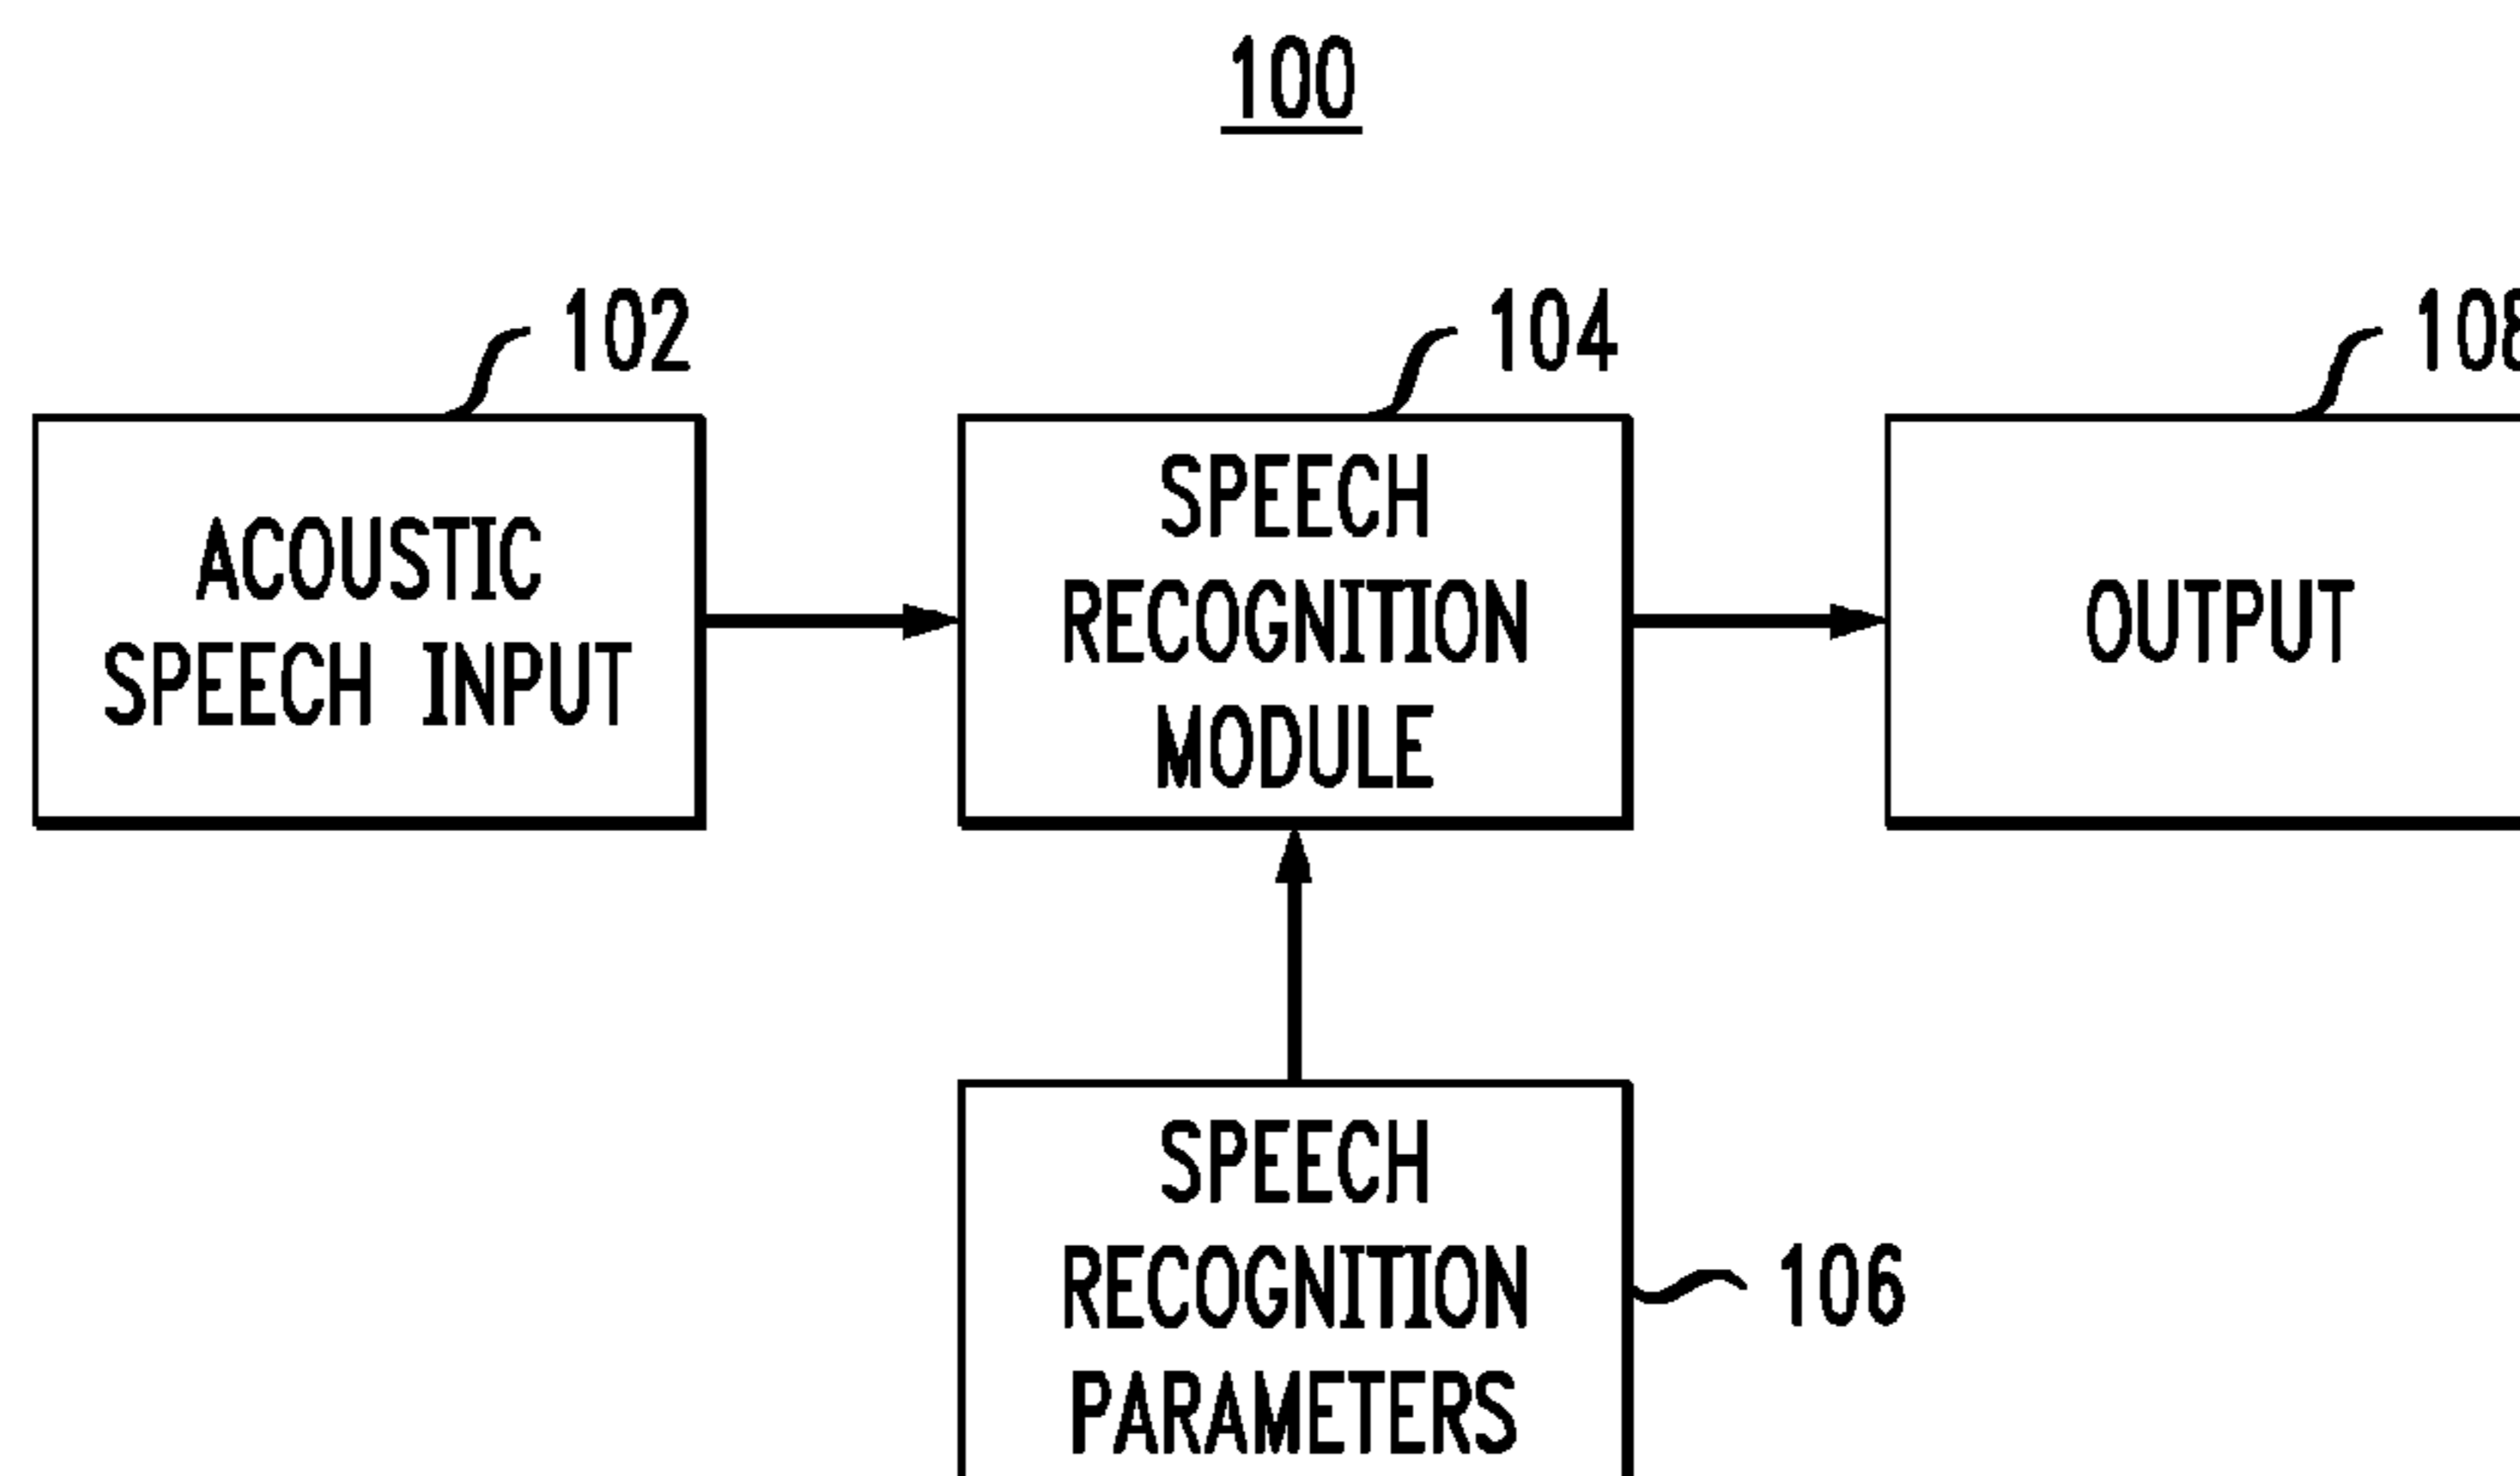 100
102
104
108
ACOUSTIC
SPEECH INPUT
SPEECH
RECOGNITION
MODULE
OUTPUT
SPEECH
RECOGNITION
PARAMETERS
106